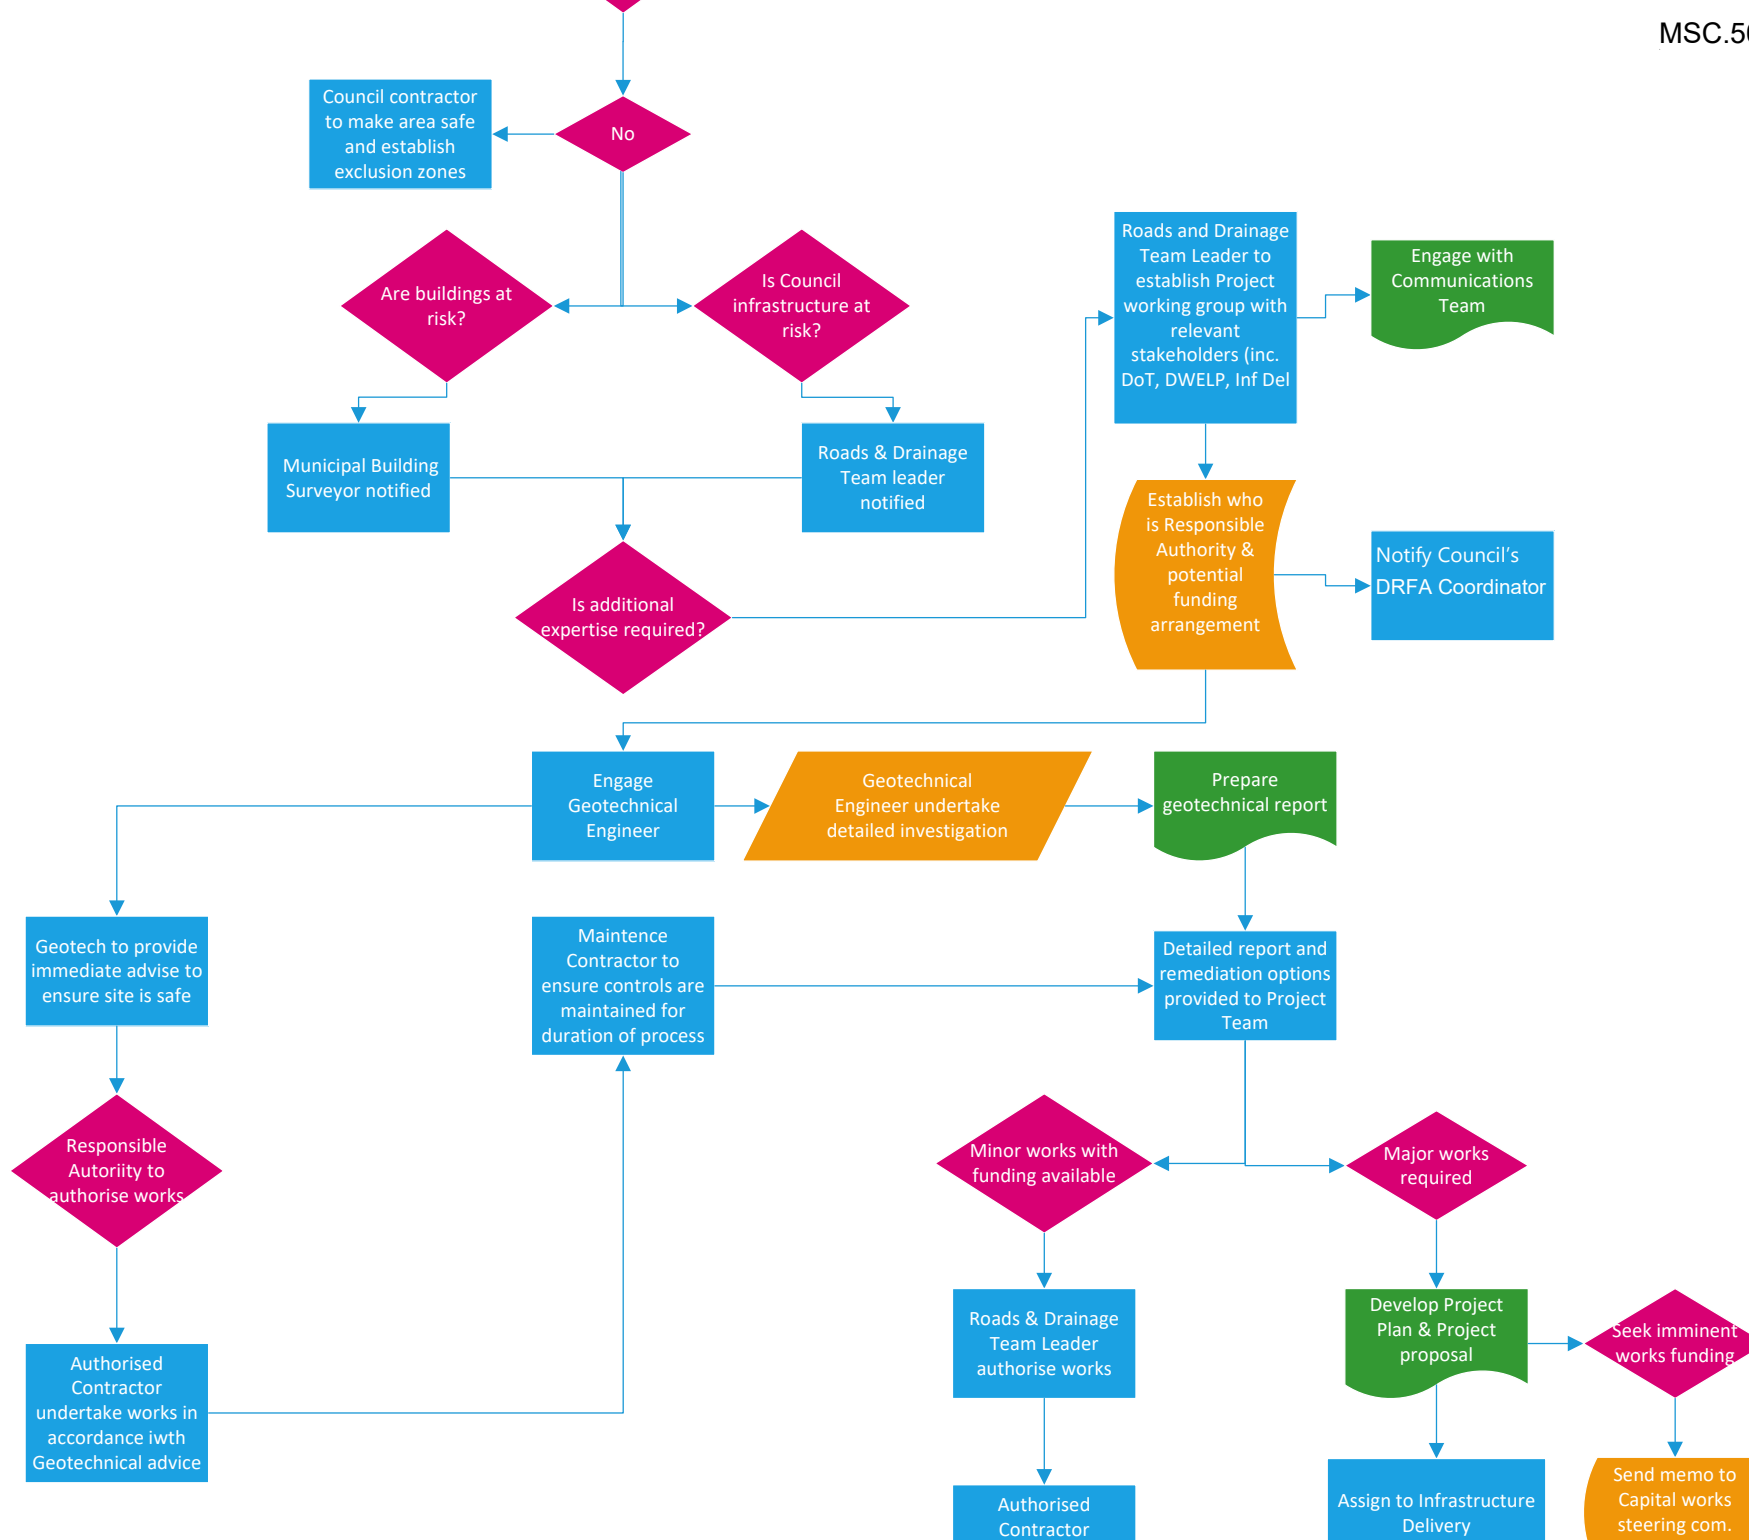 MSC.50
Council contractor
to make area safe
and establish
exclusion zones
No
Are buildings at
risk?
Is Council
infrastructure at
risk?
Roads and Drainage
Team Leader to
establish Project
working group with
relevant
stakeholders (inc.
DoT, DWELP, Inf Del
Engage with
Communications
Team
Municipal Building
Surveyor notified
Roads & Drainage
Team leader
notified
Establish who
is Responsible
Authority &
potential
funding
arrangement
Notify Council's
DRFA Coordinator
Is additional
expertise required?
Engage
Geotechnical
Engineer
Geotechnical
Engineer undertake
detailed investigation
Prepare
geotechnical report
Geotech to provide
immediate advise to
ensure site is safe
Maintence
Contractor to
ensure controls are
maintained for
duration of process
Detailed report and
remediation options
provided to Project
Team
Responsible
Autoriity to
authorise works
Minor works with
funding available
Major works
required
Roads & Drainage
Team Leader
authorise works
Develop Project
Plan & Project
proposal
Seek imminent
works funding
Authorised
Contractor
undertake works in
accordance iwth
Geotechnical advice
Authorised
Contractor
Assign to Infrastructure
Delivery
Send memo to
Capital works
steering com.